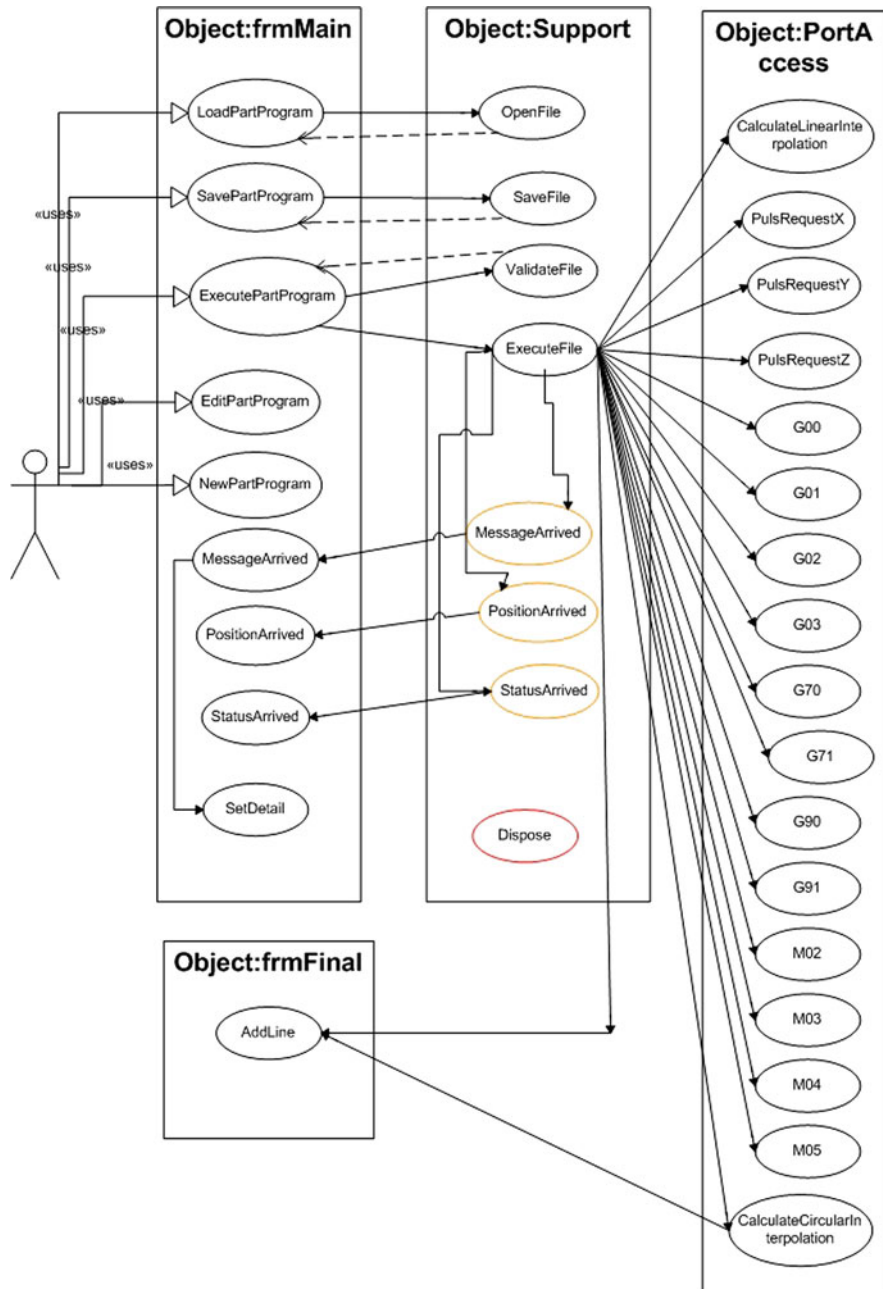 Object:frmMain
LoadPartProgram
SavePartProgram
«uses»
«uses»
ExecutePartProgram
«uses»
«uses»
EditPartProgram
«uses»
NewPartProgram
MessageArrived
PositionArrived
StatusArrived
SetDetail
Object:Support
OpenFile
SaveFile
ValidateFile
ExecuteFile
MessageArrived
PositionArrived
StatusArrived
Dispose
Object:PortA
ccess
CalculateLinearInte
rpolation
PulsRequestX
PulsRequestY
PulsRequestZ
G00
G01
G02
G03
G70
G71
G90
G91
M02
M03
M04
M05
CalculateCircularIn
terpolation
Object:frmFinal
AddLine